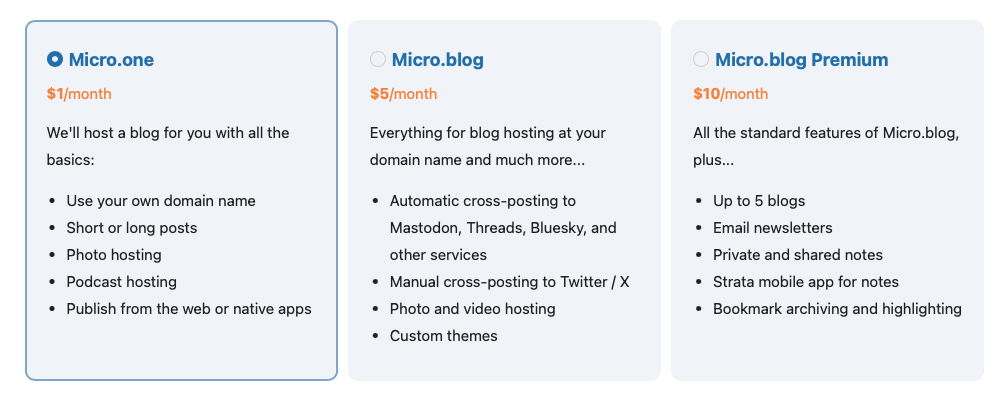 Micro.one
$1/month
We'll host a blog for you with all the
basics:
• Use your own domain name
• Short or long posts
• Photo hosting
• Podcast hosting
• Publish from the web or native apps
Micro.blog
$5/month
Everything for blog hosting at your
domain name and much more...
• Automatic cross-posting to
Mastodon, Threads, Bluesky, and
other services
• Manual cross-posting to Twitter / X
• Photo and video hosting
• Custom themes
Micro.blog Premium
$10/month
All the standard features of Micro.blog,
plus...
• Up to 5 blogs
• Email newsletters
• Private and shared notes
• Strata mobile app for notes
• Bookmark archiving and highlighting